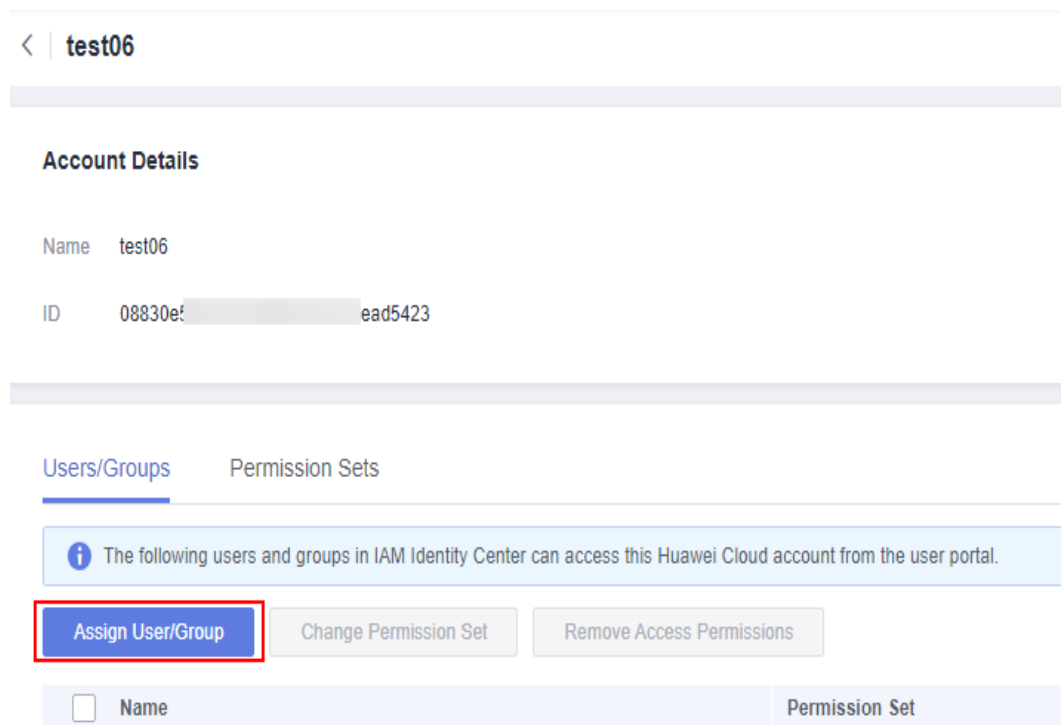 test06
Account Details
Name test06
ID 08830e ead5423
Users/Groups Permission Sets
The following users and groups in IAM Identity Center can access this Huawei Cloud account from the user portal.
Assign User/Group Change Permission Set Remove Access Permissions
Name Permission Set